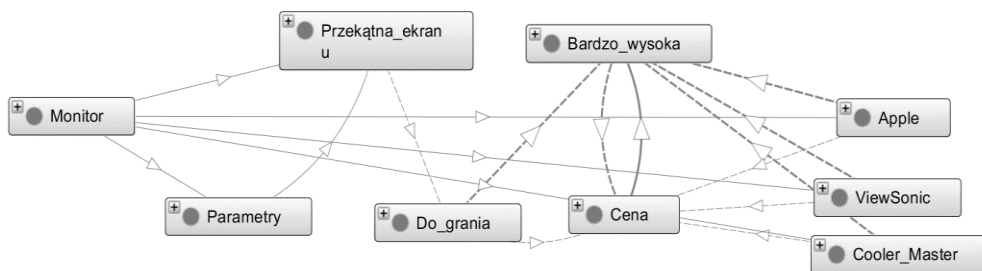 Przekątna_ekran
u
Bardzo_wysoka
Monitor
Apple
Parametry
Do_grania
Cena
ViewSonic
Cooler_Master